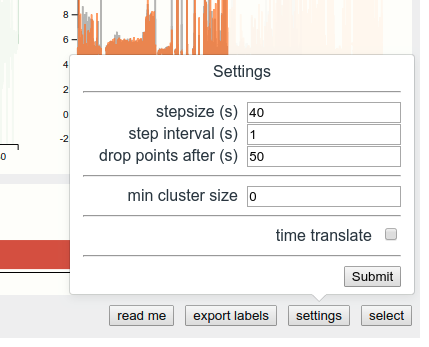 8
6
4
2
0
-2
0
Settings
stepsize (s) 40
step interval (s) 1
drop points after (s) 50
min cluster size 0
time translate
Submit
read me export labels settings select